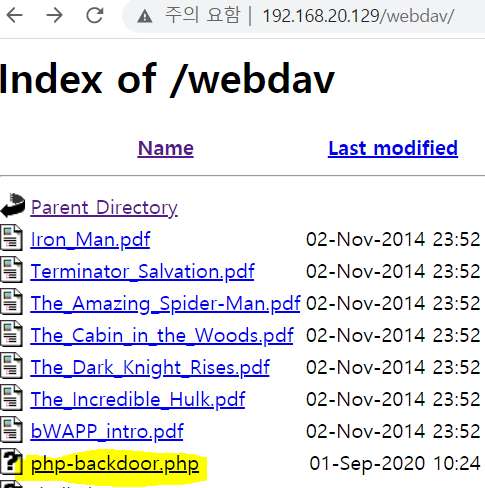 주의 요함 | 192.168.20.129/webdav/
Index of /webdav
Name Last modified
Parent Directory
Iron_Man.pdf 02-Nov-2014 23:52
Terminator_Salvation.pdf 02-Nov-2014 23:52
The_Amazing_Spider-Man.pdf 02-Nov-2014 23:52
The_Cabin_in_the_Woods.pdf 02-Nov-2014 23:52
The_Dark_Knight_Rises.pdf 02-Nov-2014 23:52
The_Incredible_Hulk.pdf 02-Nov-2014 23:52
bWAPP_intro.pdf 02-Nov-2014 23:52
php-backdoor.php 01-Sep-2020 10:24